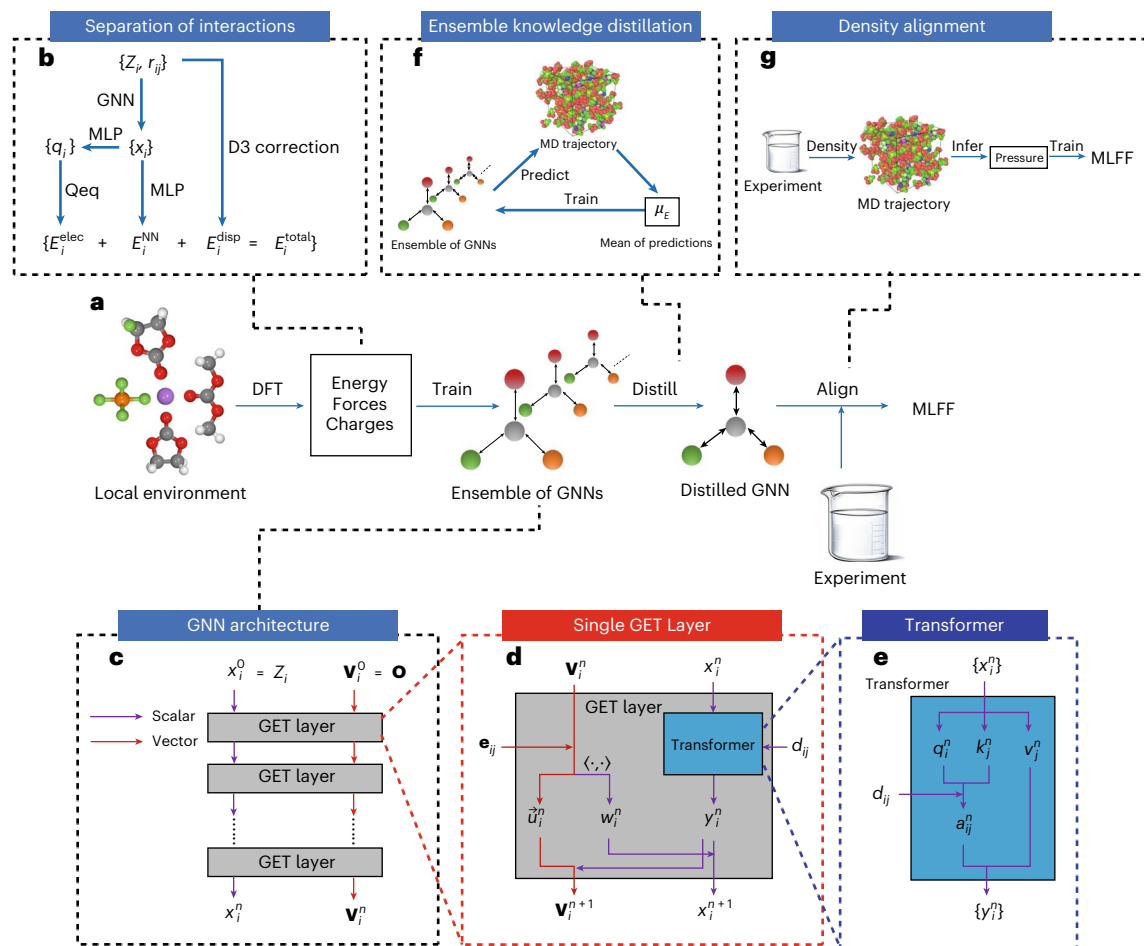 Separation of interactions
b
{Z_i, r_ij}
GNN
MLP
{q_i}
{x_i}
D3 correction
Qeq
MLP
{E_i^elec + E_i^NN + E_i^disp = E_i^total}
Ensemble knowledge distillation
f
MD trajectory
Predict
Train
μ_E
Ensemble of GNNs
Mean of predictions
Density alignment
g
Density
Infer
Train
Pressure
MLFF
Experiment
MD trajectory
a
DFT
Energy
Forces
Charges
Train
Distill
Align
MLFF
Local environment
Ensemble of GNNs
Distilled GNN
Experiment
GNN architecture
c
x_i^0 = Z_i
v_i^0 = 0
Scalar
Vector
GET layer
GET layer
GET layer
x_i^n
v_i^n
Single GET Layer
d
v_i^n
x_i^n
GET layer
Transformer
e_ij
d_ij
⟨·,·⟩
u⃗_i^n
w_i^n
y_i^n
v_i^{n+1}
x_i^{n+1}
Transformer
e
{x_i^n}
Transformer
q_i^n
k_j^n
v_j^n
d_ij
a_ij^n
{y_i^n}